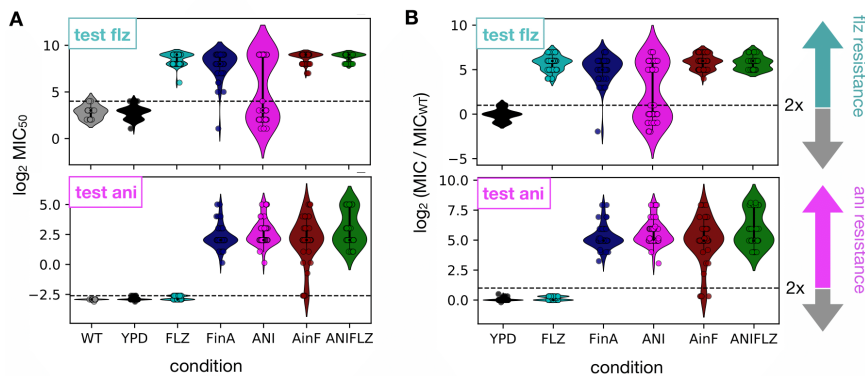 A
test flz
10
5
0
log₂ MIC₅₀
test ani
5.0
2.5
0.0
−2.5
WT
YPD
FLZ
FinA
ANI
AinF
ANIFLZ
condition
B
test flz
10
5
0
−5
log₂ (MIC / MIC_WT)
test ani
10.0
7.5
5.0
2.5
0.0
YPD
FLZ
FinA
ANI
AinF
ANIFLZ
condition
2x
flz resistance
2x
ani resistance